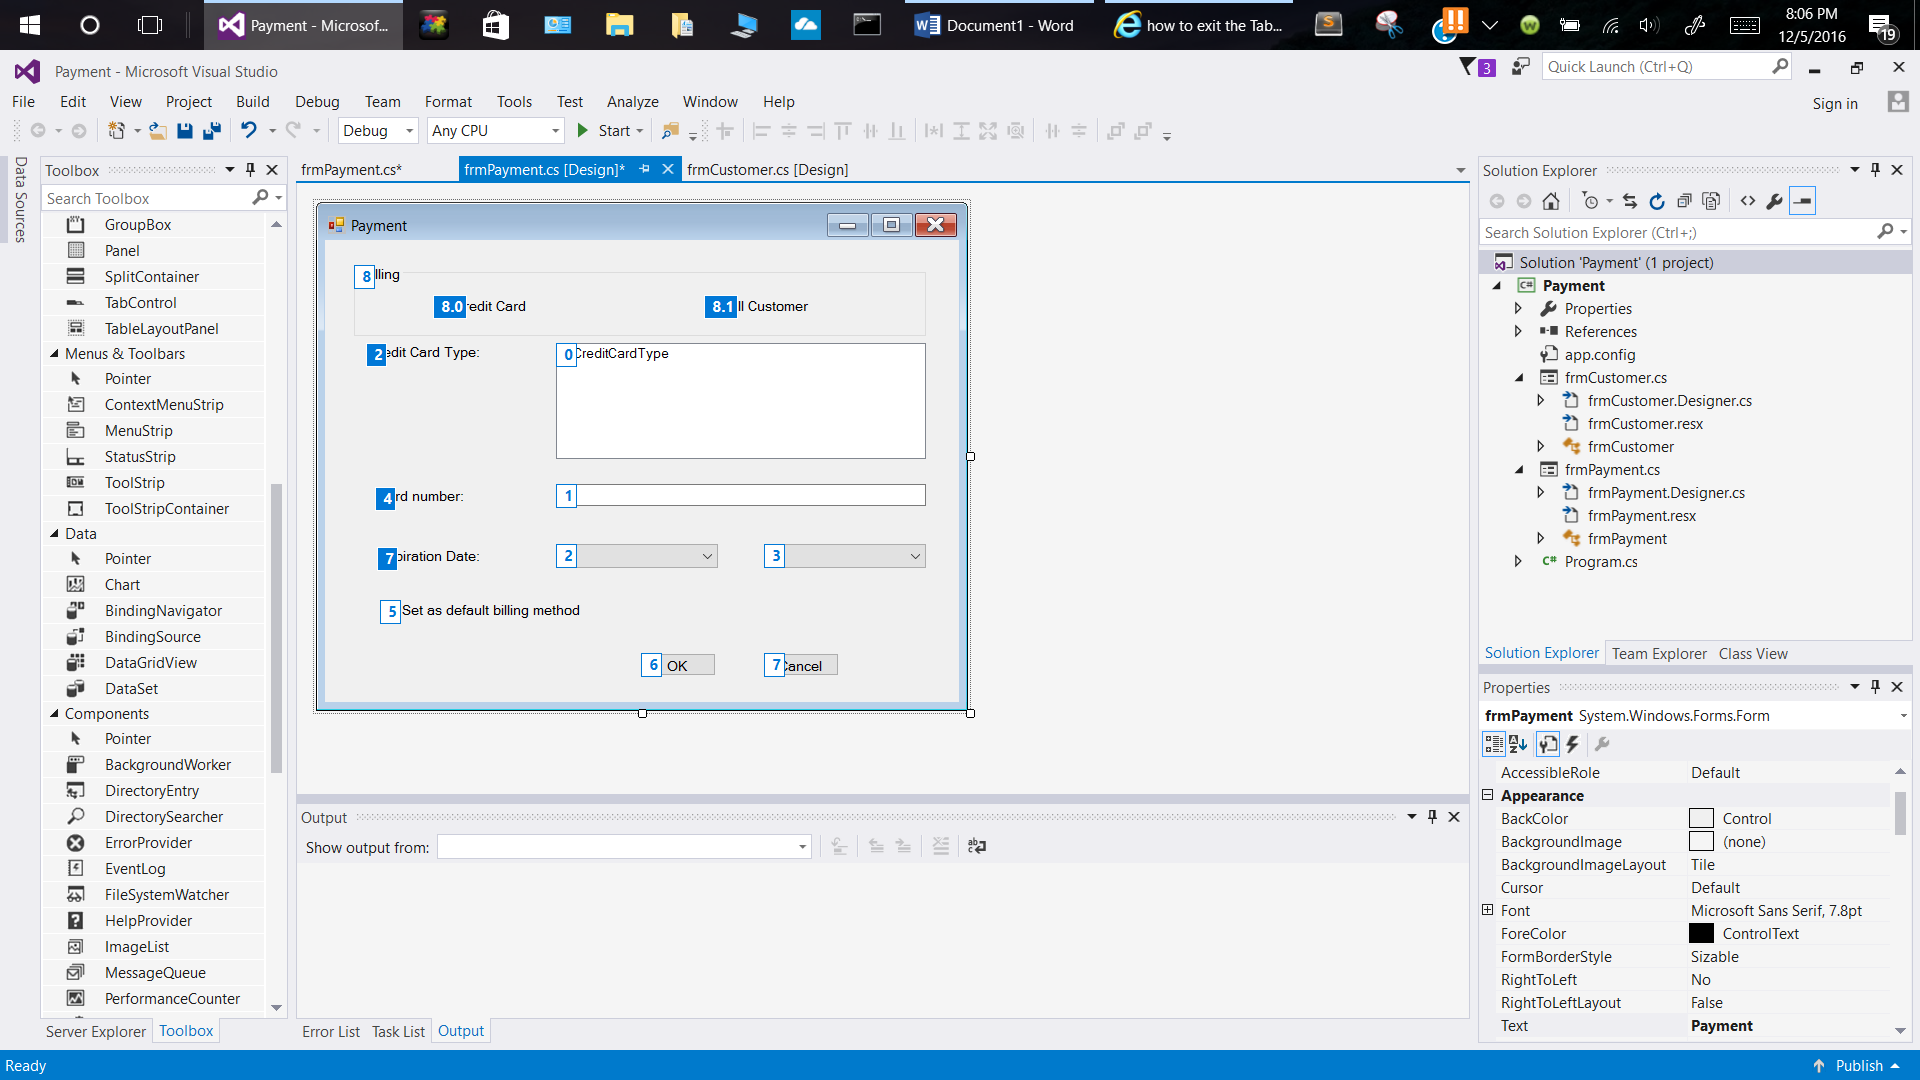 Payment - Microsof...
Document1 - Word
how to exit the Tab...
8:06 PM
12/5/2016
19
Payment - Microsoft Visual Studio
3
Quick Launch (Ctrl+Q)
File Edit View Project Build Debug Team Format Tools Test Analyze Window Help
Sign in
Debug Any CPU Start
Data Sources
Toolbox
Search Toolbox
GroupBox
Panel
SplitContainer
TabControl
TableLayoutPanel
Menus & Toolbars
Pointer
ContextMenuStrip
MenuStrip
StatusStrip
ToolStrip
ToolStripContainer
Data
Pointer
Chart
BindingNavigator
BindingSource
DataGridView
DataSet
Components
Pointer
BackgroundWorker
DirectoryEntry
DirectorySearcher
ErrorProvider
EventLog
FileSystemWatcher
HelpProvider
ImageList
MessageQueue
PerformanceCounter
Server Explorer Toolbox
frmPayment.cs* frmPayment.cs [Design]* frmCustomer.cs [Design]
Payment
8 lling
8.0 redit Card 8.1 ll Customer
2 edit Card Type: 0 CreditCardType
4 rd number: 1
7 piration Date: 2 3
5 Set as default billing method
6 OK 7 Cancel
Output
Show output from:
Error List Task List Output
Solution Explorer
Search Solution Explorer (Ctrl+;)
Solution 'Payment' (1 project)
C# Payment
Properties
References
app.config
frmCustomer.cs
frmCustomer.Designer.cs
frmCustomer.resx
frmCustomer
frmPayment.cs
frmPayment.Designer.cs
frmPayment.resx
frmPayment
C# Program.cs
Solution Explorer Team Explorer Class View
Properties
frmPayment System.Windows.Forms.Form
AccessibleRole Default
Appearance
BackColor Control
BackgroundImage (none)
BackgroundImageLayout Tile
Cursor Default
Font Microsoft Sans Serif, 7.8pt
ForeColor ControlText
FormBorderStyle Sizable
RightToLeft No
RightToLeftLayout False
Text Payment
Ready
Publish